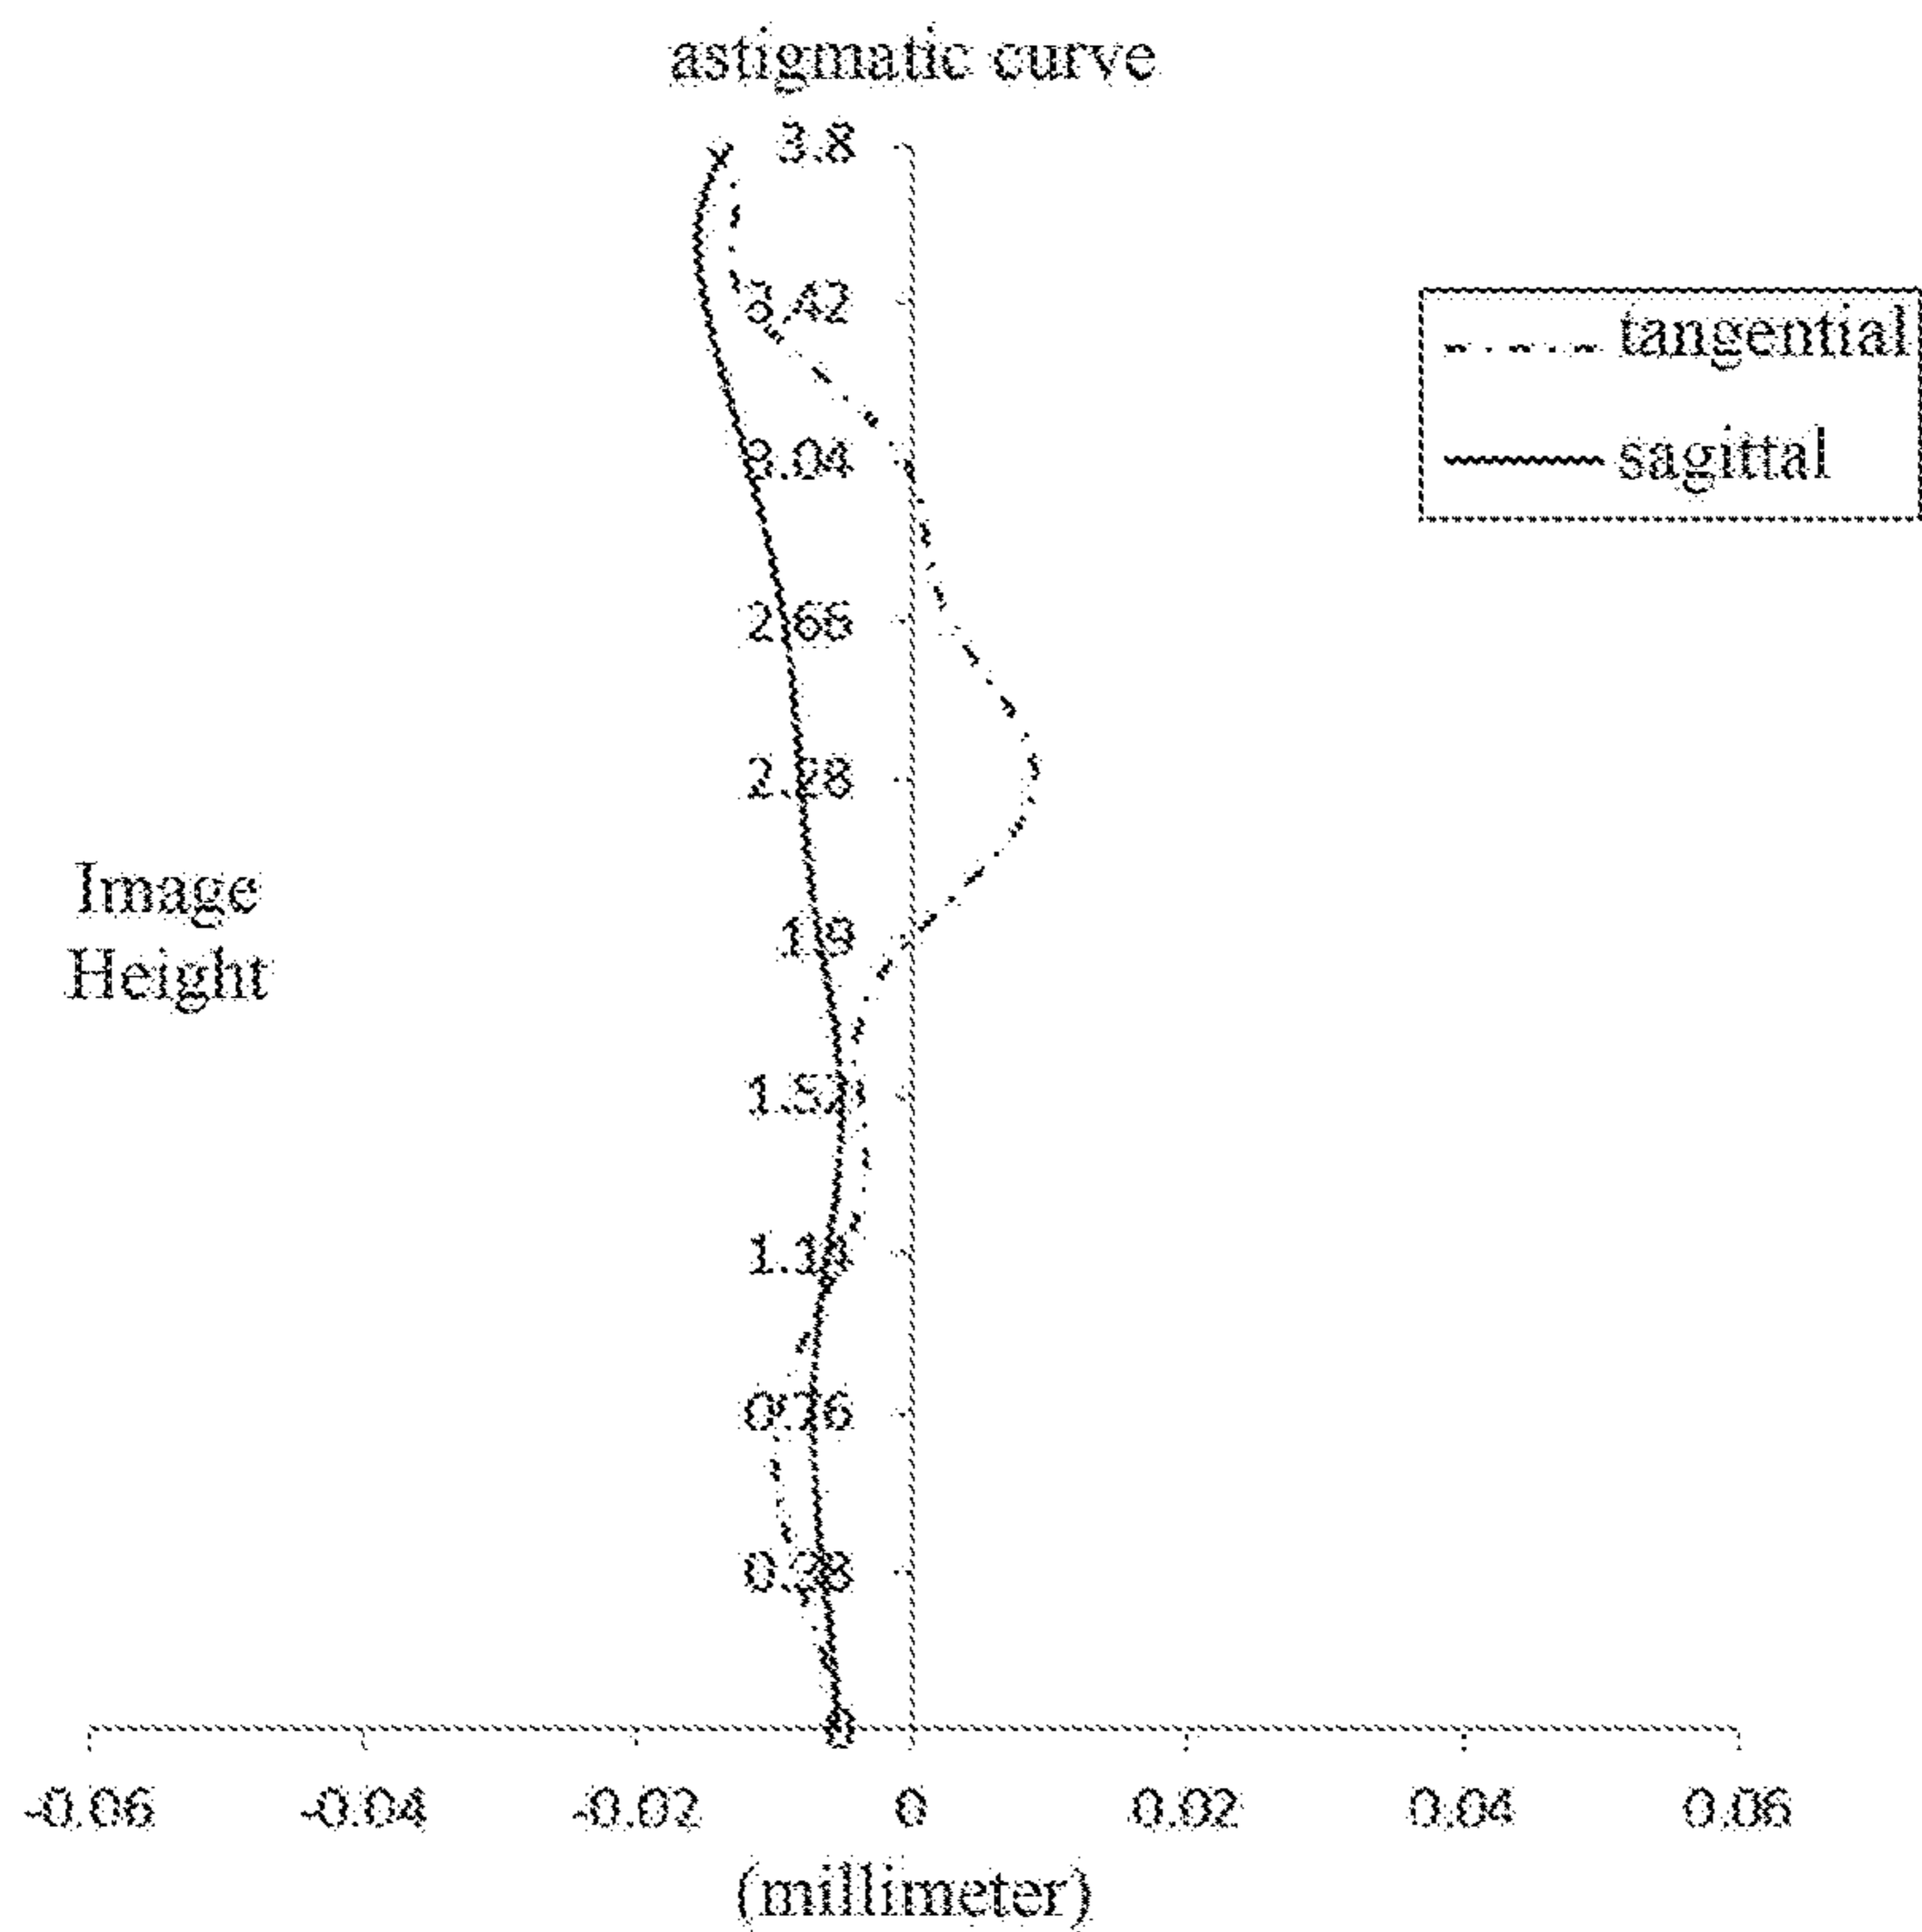 astigmatic curve
3.8
3.42
tangential
3.04
sagittal
2.66
2.28
Image
Height
1.9
1.52
1.14
0.76
0.38
0
-0.06 -0.04 -0.02 0 0.02 0.04 0.06
(millimeter)